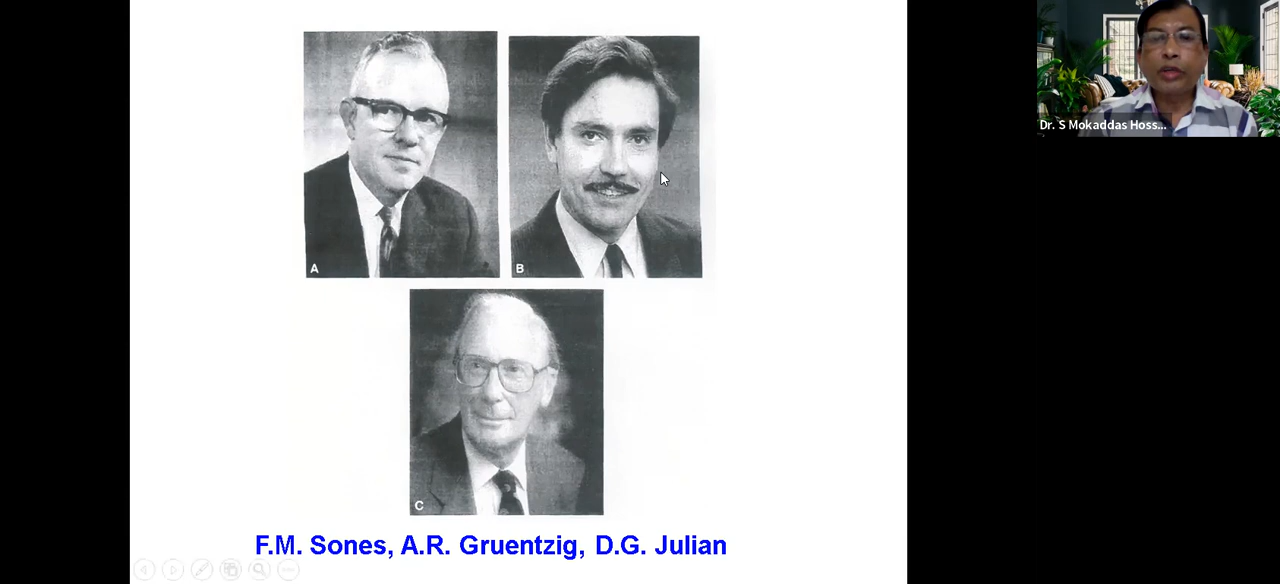 Dr. S Mokaddas Hoss...
A
B
C
F.M. Sones, A.R. Gruentzig, D.G. Julian